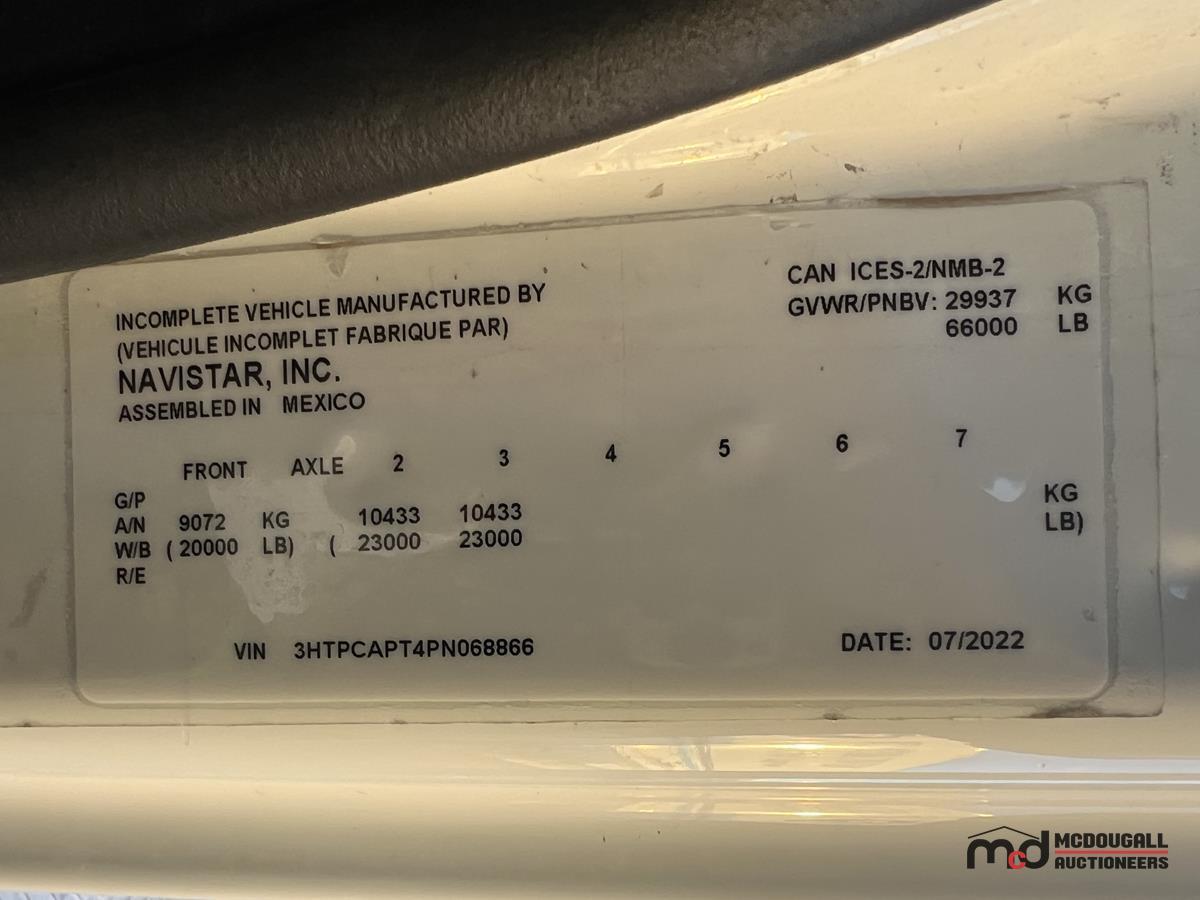 INCOMPLETE VEHICLE MANUFACTURED BY
(VEHICULE INCOMPLET FABRIQUE PAR)
NAVISTAR, INC.
ASSEMBLED IN MEXICO
CAN ICES-2/NMB-2
GVWR/PNBV: 29937 KG
66000 LB
FRONT AXLE 2 3 4 5 6 7
G/P
A/N 9072 KG 10433 10433 KG
W/B ( 20000 LB) ( 23000 23000 LB)
R/E
VIN 3HTPCAPT4PN068866 DATE: 07/2022
mcd MCDOUGALL
AUCTIONEERS